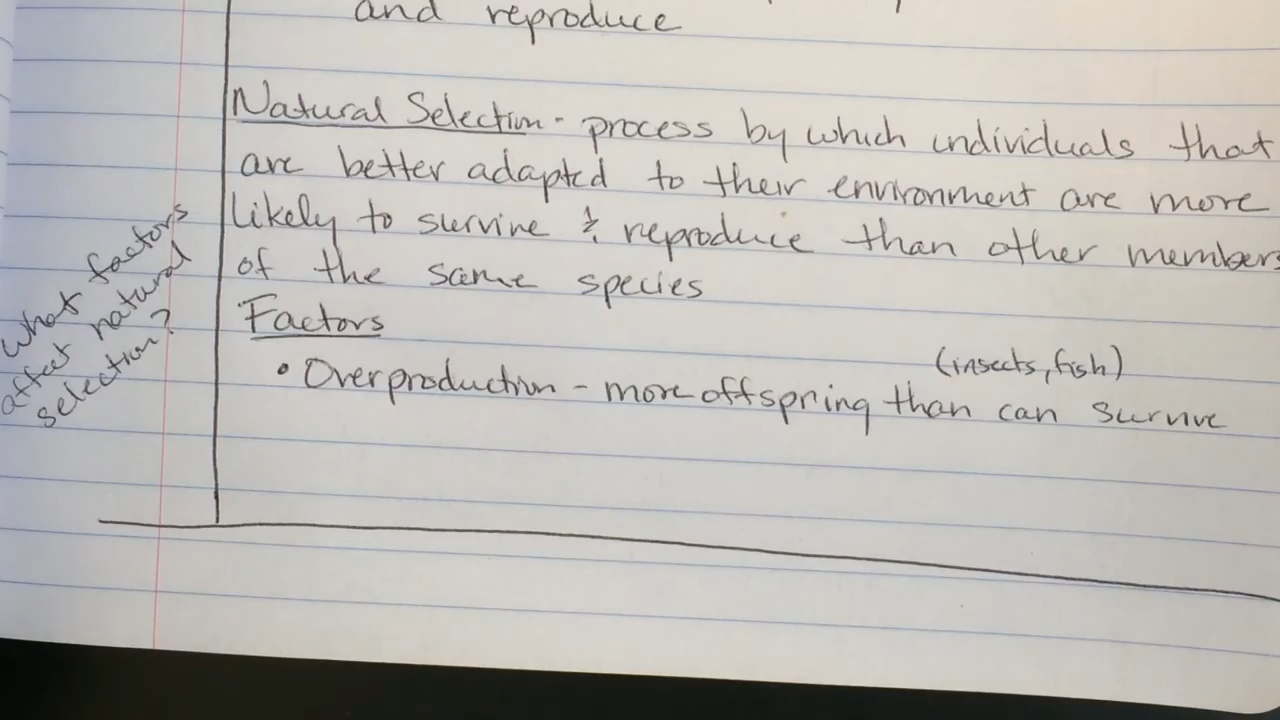 and reproduce
Natural Selection - process by which individuals that
are better adapted to their environment are more
likely to survive & reproduce than other members
of the same species
What factors
affect natural
selection?
Factors
(insects, fish)
• Overproduction - more offspring than can survive